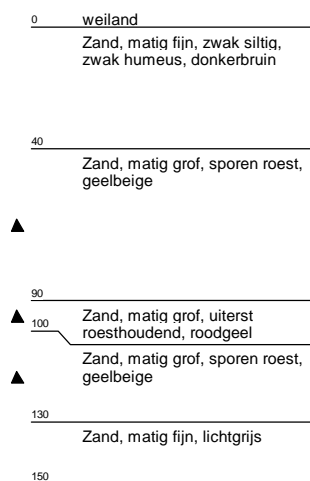 0 weiland
Zand, matig fijn, zwak siltig,
zwak humeus, donkerbruin
40
Zand, matig grof, sporen roest,
geelbeige
90
Zand, matig grof, uiterst
100 roesthoudend, roodgeel
Zand, matig grof, sporen roest,
geelbeige
130
Zand, matig fijn, lichtgrijs
150